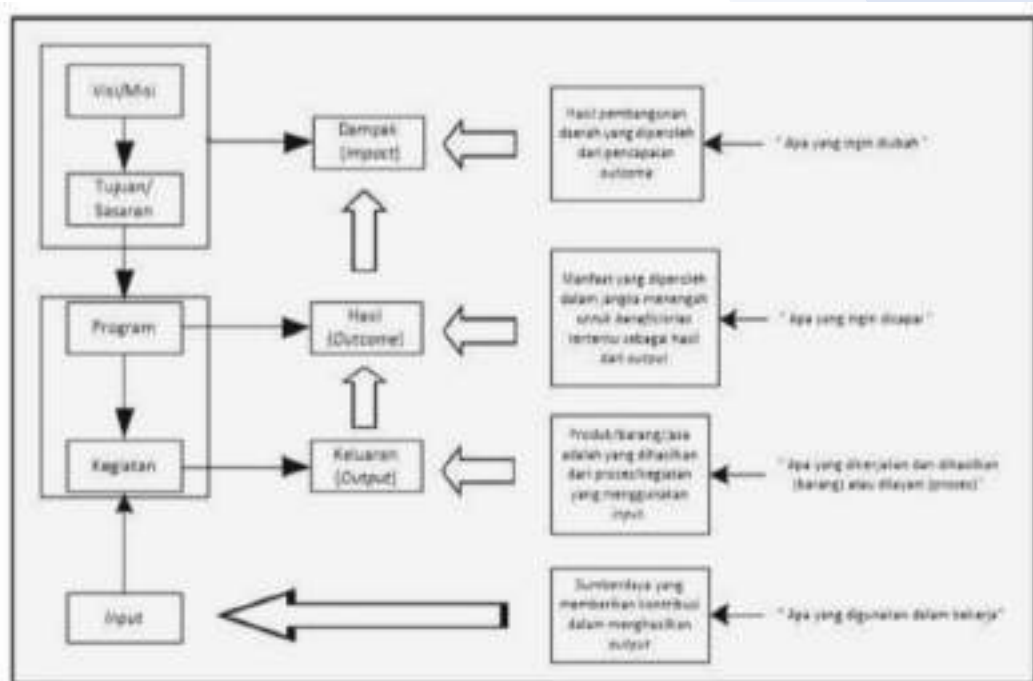 Visi/Misi
Tujuan/
Sasaran
Program
Kegiatan
Input
Dampak
(Impact)
Hasil
(Outcome)
Keluaran
(Output)
Hasil pembangunan
daerah yang diperoleh
dari pencapaian
outcome
Manfaat yang diperoleh
dalam jangka menengah
untuk beneficiaries
tertentu sebagai hasil
dari output
Produk/barang/jasa
adalah yang dihasilkan
dari proses/kegiatan
yang menggunakan
input
Sumberdaya yang
memberikan kontribusi
dalam menghasilkan
output
" Apa yang ingin diubah "
" Apa yang ingin dicapai "
" Apa yang dikerjakan dan dihasilkan
(barang) atau dilayani (proses)"
" Apa yang digunakan dalam bekerja"